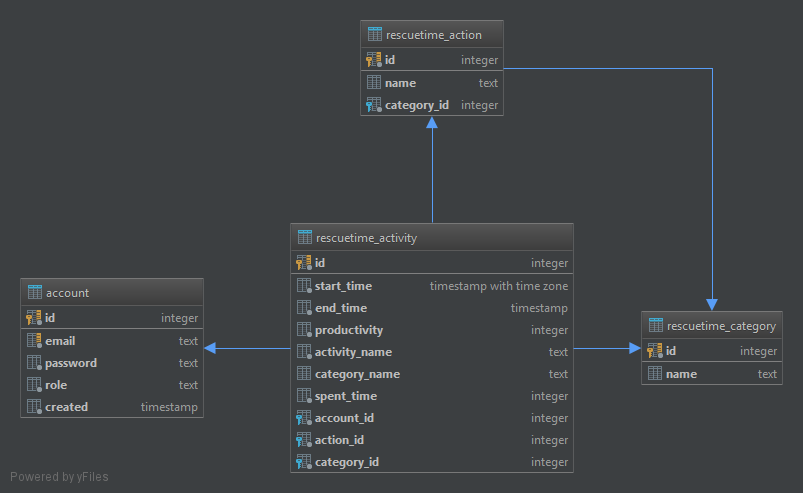 rescuetime_action
id integer
name text
category_id integer
rescuetime_activity
id integer
start_time timestamp with time zone
end_time timestamp
productivity integer
activity_name text
category_name text
spent_time integer
account_id integer
action_id integer
category_id integer
account
id integer
email text
password text
role text
created timestamp
rescuetime_category
id integer
name text
Powered by yFiles